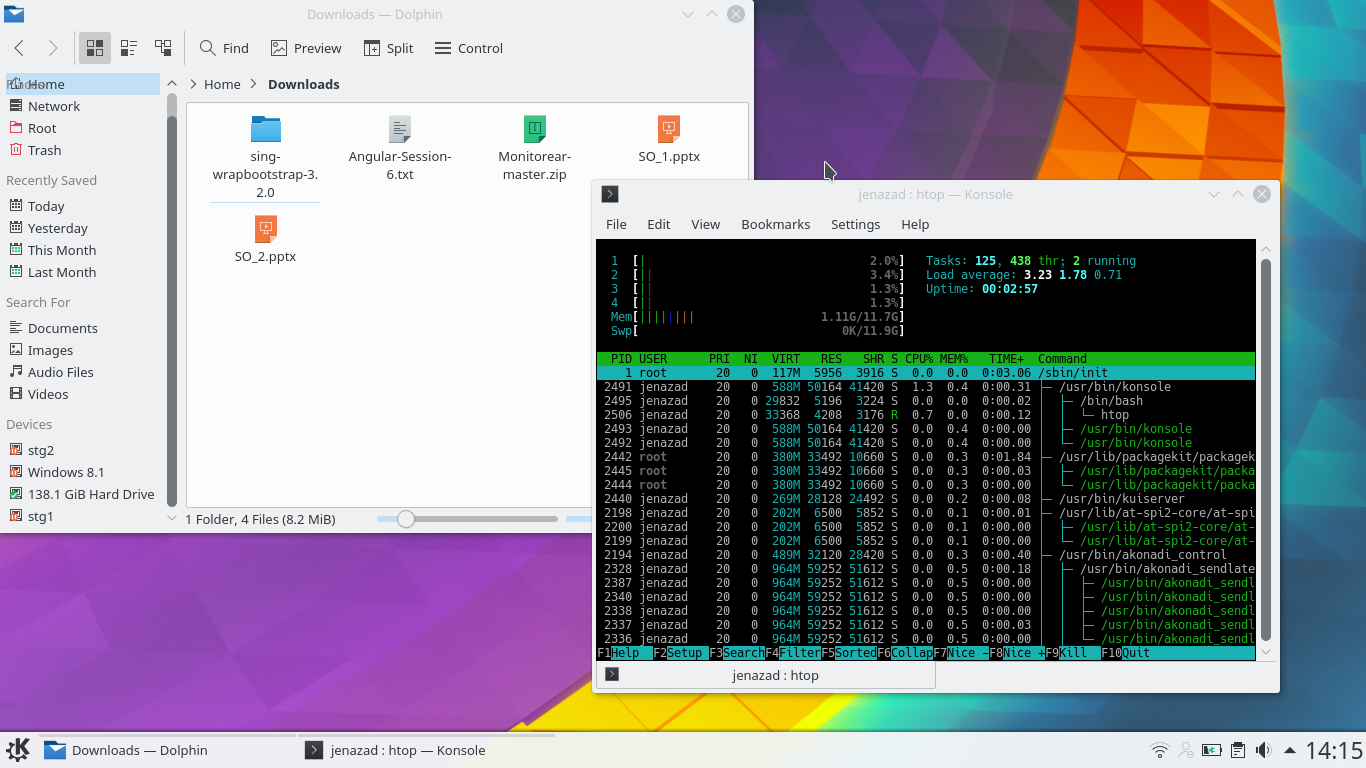 Downloads — Dolphin
Find Preview Split Control
Home
Network
Root
Trash
Recently Saved
Today
Yesterday
This Month
Last Month
Search For
Documents
Images
Audio Files
Videos
Devices
stg2
Windows 8.1
138.1 GiB Hard Drive
stg1
Home Downloads
sing-
wrapbootstrap-3.
2.0
Angular-Session-
6.txt
Monitorear-
master.zip
SO_1.pptx
SO_2.pptx
1 Folder, 4 Files (8.2 MiB)
jenazad : htop — Konsole
File Edit View Bookmarks Settings Help
1 [| 2.0%] Tasks: 125, 438 thr; 2 running
2 [|| 3.4%] Load average: 3.23 1.78 0.71
3 [|| 1.3%] Uptime: 00:02:57
4 [|| 1.3%]
Mem[|||||||| 1.11G/11.7G]
Swp[ 0K/11.9G]
PID USER PRI NI VIRT RES SHR S CPU% MEM% TIME+ Command
1 root 20 0 117M 5956 3916 S 0.0 0.0 0:03.06 /sbin/init
2491 jenazad 20 0 588M 50164 41420 S 1.3 0.4 0:00.31 ├─ /usr/bin/konsole
2495 jenazad 20 0 29832 5196 3224 S 0.0 0.0 0:00.02 │ ├─ /bin/bash
2506 jenazad 20 0 33368 4208 3176 R 0.7 0.0 0:00.12 │ │ └─ htop
2493 jenazad 20 0 588M 50164 41420 S 0.0 0.4 0:00.00 │ ├─ /usr/bin/konsole
2492 jenazad 20 0 588M 50164 41420 S 0.0 0.4 0:00.00 │ └─ /usr/bin/konsole
2442 root 20 0 380M 33492 10660 S 0.0 0.3 0:01.84 ├─ /usr/lib/packagekit/packagek
2445 root 20 0 380M 33492 10660 S 0.0 0.3 0:00.03 │ ├─ /usr/lib/packagekit/packa
2444 root 20 0 380M 33492 10660 S 0.0 0.3 0:00.00 │ └─ /usr/lib/packagekit/packa
2440 jenazad 20 0 269M 28128 24492 S 0.0 0.2 0:00.08 ├─ /usr/bin/kuiserver
2198 jenazad 20 0 202M 6500 5852 S 0.0 0.1 0:00.01 ├─ /usr/lib/at-spi2-core/at-spi
2200 jenazad 20 0 202M 6500 5852 S 0.0 0.1 0:00.00 │ ├─ /usr/lib/at-spi2-core/at-
2199 jenazad 20 0 202M 6500 5852 S 0.0 0.1 0:00.00 │ └─ /usr/lib/at-spi2-core/at-
2194 jenazad 20 0 489M 32120 28420 S 0.0 0.3 0:00.40 ├─ /usr/bin/akonadi_control
2328 jenazad 20 0 964M 59252 51612 S 0.0 0.5 0:00.18 │ ├─ /usr/bin/akonadi_sendlate
2387 jenazad 20 0 964M 59252 51612 S 0.0 0.5 0:00.00 │ │ ├─ /usr/bin/akonadi_sendl
2340 jenazad 20 0 964M 59252 51612 S 0.0 0.5 0:00.00 │ │ ├─ /usr/bin/akonadi_sendl
2338 jenazad 20 0 964M 59252 51612 S 0.0 0.5 0:00.00 │ │ ├─ /usr/bin/akonadi_sendl
2337 jenazad 20 0 964M 59252 51612 S 0.0 0.5 0:00.03 │ │ ├─ /usr/bin/akonadi_sendl
2336 jenazad 20 0 964M 59252 51612 S 0.0 0.5 0:00.00 │ │ └─ /usr/bin/akonadi_sendl
F1Help F2Setup F3SearchF4FilterF5SortedF6CollapF7Nice -F8Nice +F9Kill F10Quit
jenazad : htop
Downloads — Dolphin
jenazad : htop — Konsole
14:15